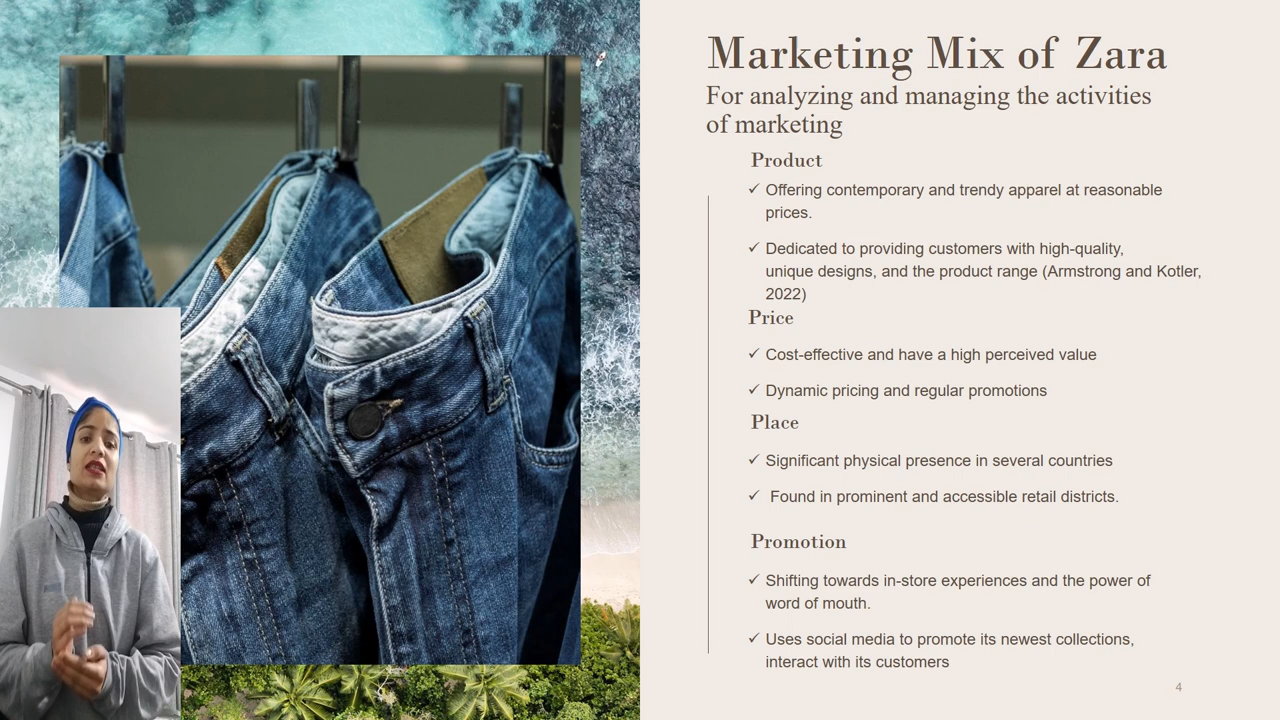 Marketing Mix of Zara
For analyzing and managing the activities
of marketing
Product
✓ Offering contemporary and trendy apparel at reasonable
prices.
✓ Dedicated to providing customers with high-quality,
unique designs, and the product range (Armstrong and Kotler,
2022)
Price
✓ Cost-effective and have a high perceived value
✓ Dynamic pricing and regular promotions
Place
✓ Significant physical presence in several countries
✓ Found in prominent and accessible retail districts.
Promotion
✓ Shifting towards in-store experiences and the power of
word of mouth.
✓ Uses social media to promote its newest collections,
interact with its customers
4